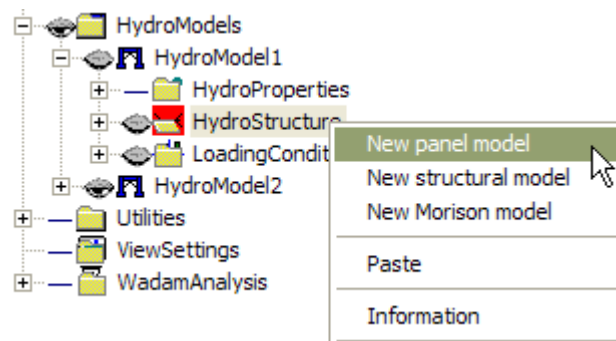 HydroModels
HydroModel1
HydroProperties
HydroStructure
LoadingCondit
HydroModel2
Utilities
ViewSettings
WadamAnalysis
New panel model
New structural model
New Morison model
Paste
Information